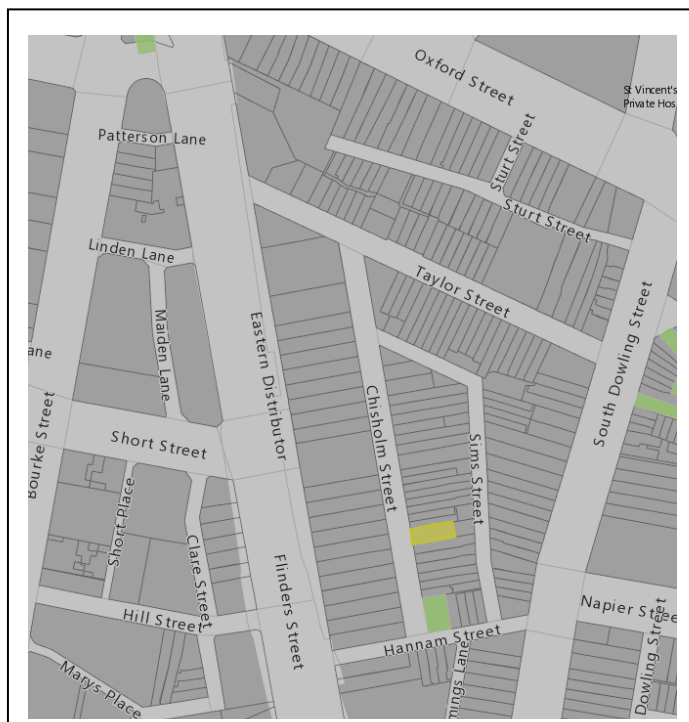 Oxford Street
St Vincent's
Private Hos
Patterson Lane
Sturt Street
Sturt Street
Linden Lane
Taylor Street
Maiden Lane
Eastern Distributor
South Dowling Street
ane
Chisholm Street
Short Street
Sims Street
Bourke Street
Short Place
Clare Street
Flinders Street
Hill Street
Napier Stree
Hannam Street
Dowling Street
mings Lane
Marys Place